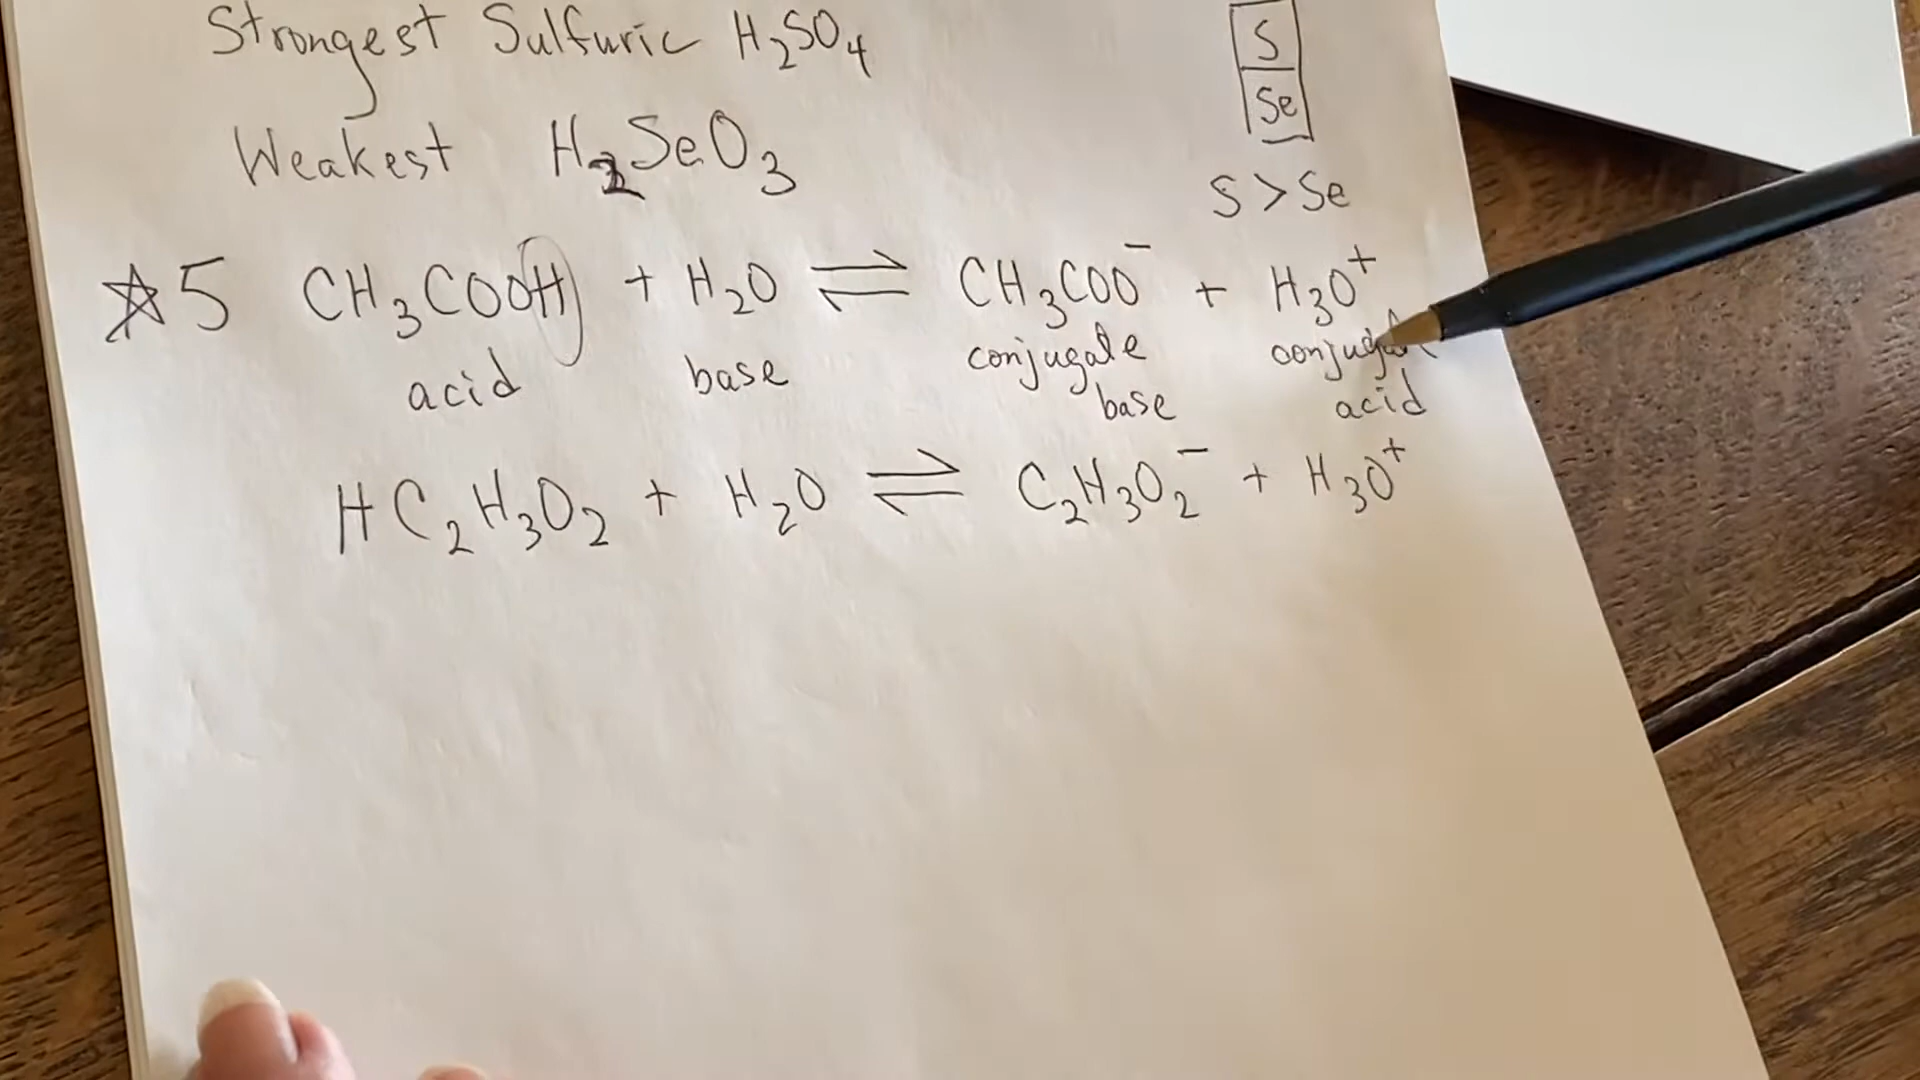 Strongest Sulfuric H₂SO₄
S
Weakest H₂SeO₃
Se
S > Se
☆5 CH₃COOH + H₂O ⇌ CH₃COO⁻ + H₃O⁺
acid base conjugate base
acid
HC₂H₃O₂ + H₂O ⇌ C₂H₃O₂⁻ + H₃O⁺